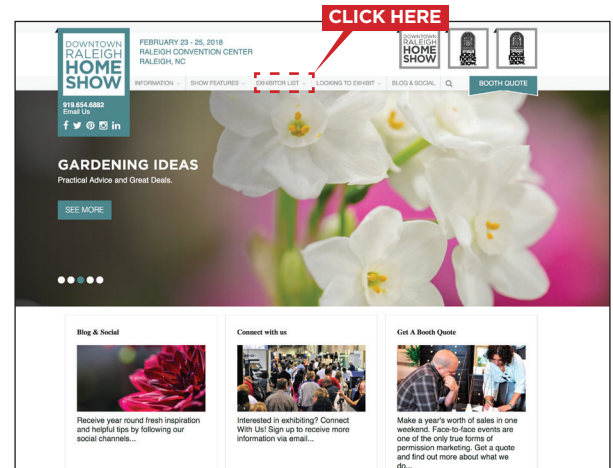 CLICK HERE
DOWNTOWN
RALEIGH
HOME
SHOW
FEBRUARY 23 - 25, 2018
RALEIGH CONVENTION CENTER
RALEIGH, NC
DOWNTOWN
RALEIGH
HOME
SHOW
INFORMATION
SHOW FEATURES
EXHIBITOR LIST
LOOKING TO EXHIBIT
BLOG & SOCIAL
BOOTH QUOTE
919.654.6882
Email Us
GARDENING IDEAS
Practical Advice and Great Deals.
SEE MORE
Blog & Social
Receive year round fresh inspiration
and helpful tips by following our
social channels...
Connect with us
Interested in exhibiting? Connect
With Us! Sign up to receive more
information via email...
Get A Booth Quote
Make a year's worth of sales in one
weekend. Face-to-face events are
one of the only true forms of
permission marketing. Get a quote
and find out more about what we
do...